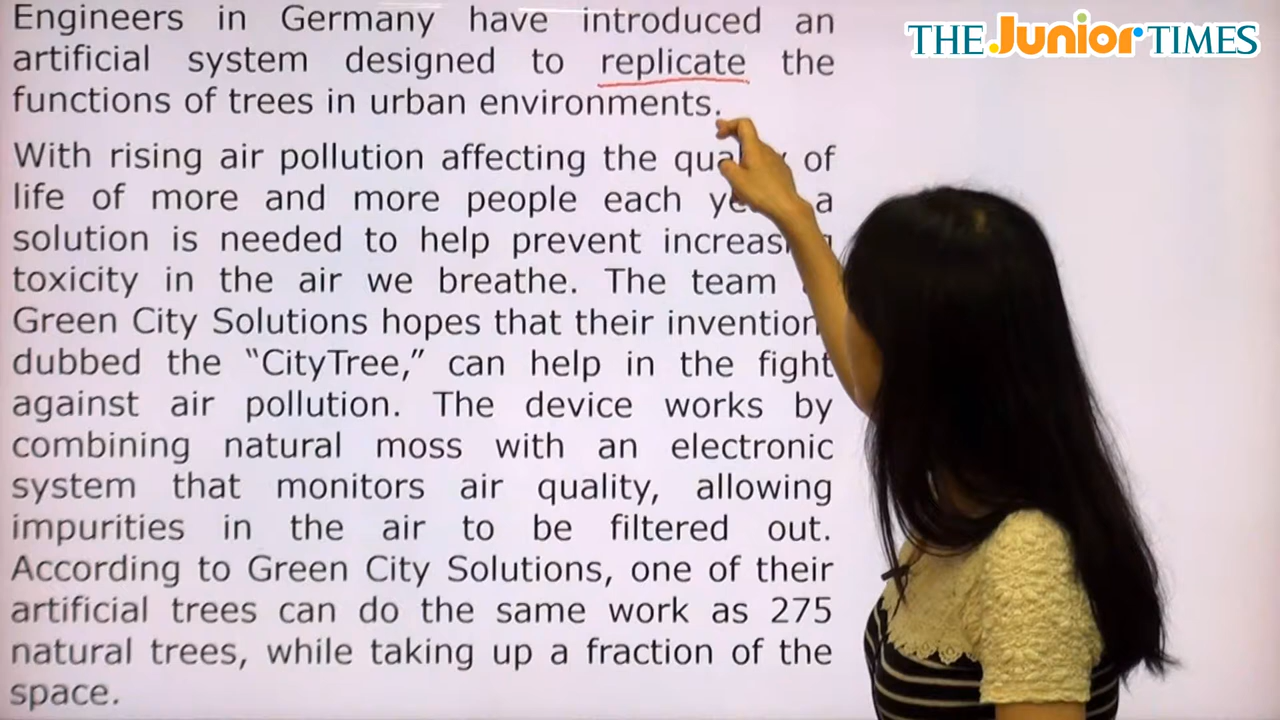 THE Junior TIMES
Engineers in Germany have introduced an
artificial system designed to replicate the
functions of trees in urban environments.
With rising air pollution affecting the quality of
life of more and more people each a
solution is needed to help prevent increasing
toxicity in the air we breathe. The team
Green City Solutions hopes that their invention,
dubbed the “CityTree,” can help in the fight
against air pollution. The device works by
combining natural moss with an electronic
system that monitors air quality, allowing
impurities in the air to be filtered out.
According to Green City Solutions, one of their
artificial trees can do the same work as 275
natural trees, while taking up a fraction of the
space.